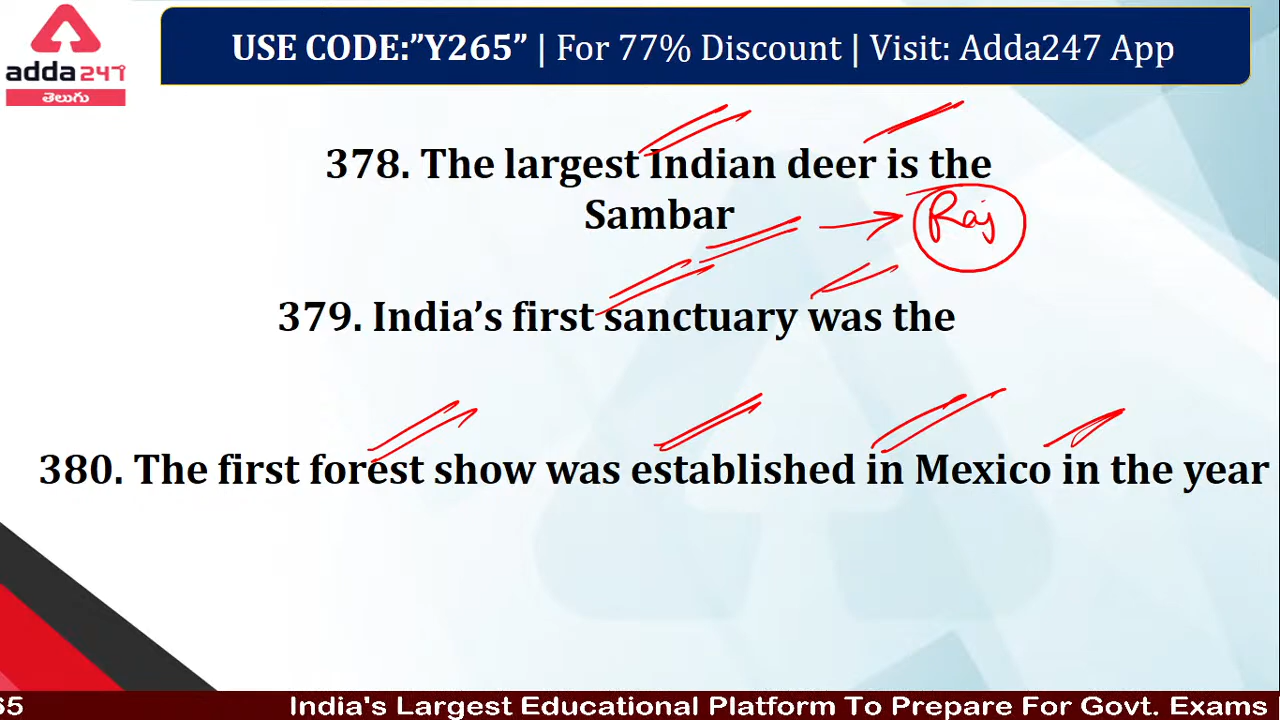 adda247
తెలుగు
USE CODE:”Y265” | For 77% Discount | Visit: Adda247 App
378. The largest Indian deer is the
Sambar
Raj
379. India’s first sanctuary was the
380. The first forest show was established in Mexico in the year
65 India's Largest Educational Platform To Prepare For Govt. Exams